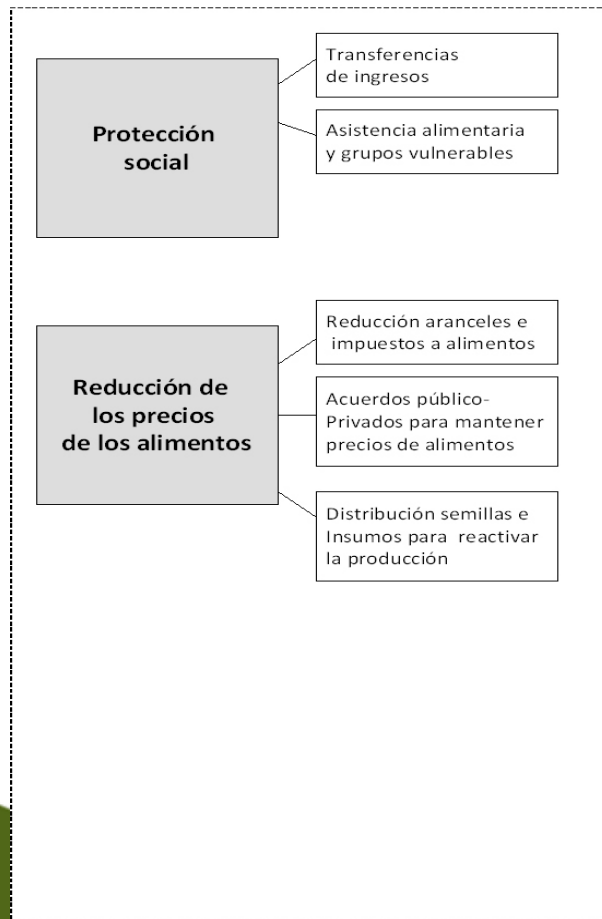 Protección
social
Transferencias
de ingresos
Asistencia alimentaria
y grupos vulnerables
Reducción de
los precios
de los alimentos
Reducción aranceles e
impuestos a alimentos
Acuerdos público-
Privados para mantener
precios de alimentos
Distribución semillas e
Insumos para reactivar
la producción